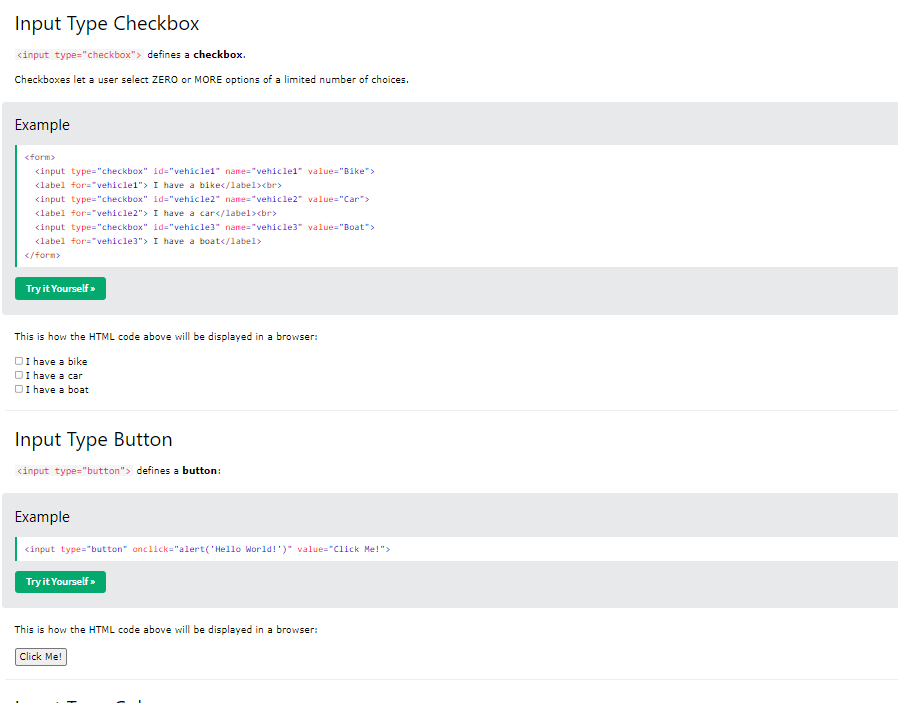 Input Type Checkbox
<input type="checkbox"> defines a checkbox.
Checkboxes let a user select ZERO or MORE options of a limited number of choices.
Example
<form>
  <input type="checkbox" id="vehicle1" name="vehicle1" value="Bike">
  <label for="vehicle1"> I have a bike</label><br>
  <input type="checkbox" id="vehicle2" name="vehicle2" value="Car">
  <label for="vehicle2"> I have a car</label><br>
  <input type="checkbox" id="vehicle3" name="vehicle3" value="Boat">
  <label for="vehicle3"> I have a boat</label>
</form>
Try it Yourself »
This is how the HTML code above will be displayed in a browser:
I have a bike
I have a car
I have a boat
Input Type Button
<input type="button"> defines a button:
Example
<input type="button" onclick="alert('Hello World!')" value="Click Me!">
Try it Yourself »
This is how the HTML code above will be displayed in a browser:
Click Me!